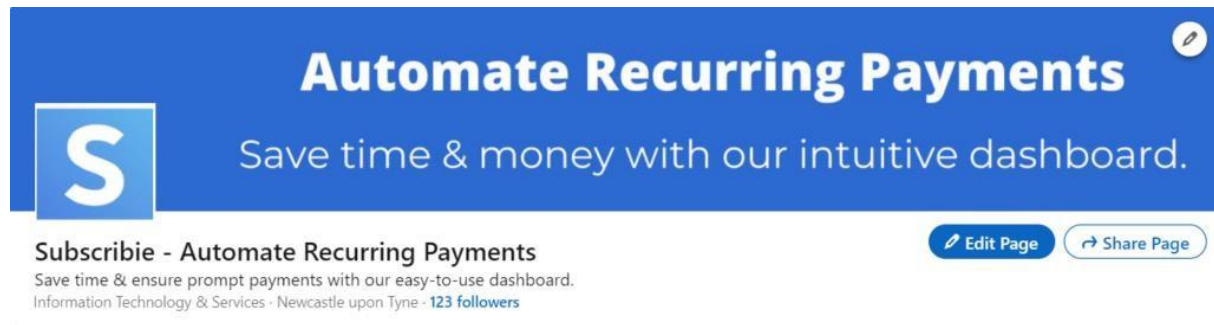 Automate Recurring Payments
Save time & money with our intuitive dashboard.
S
Subscribie - Automate Recurring Payments
Edit Page
Share Page
Save time & ensure prompt payments with our easy-to-use dashboard.
Information Technology & Services · Newcastle upon Tyne · 123 followers